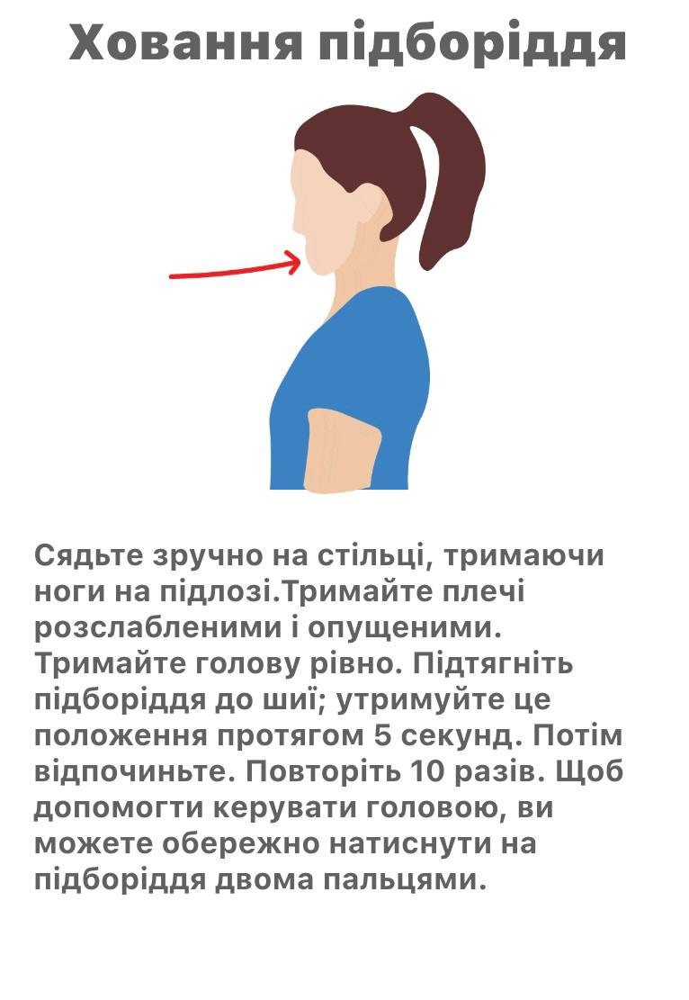 Ховання підборіддя
Сядьте зручно на стільці, тримаючи
ноги на підлозі.Тримайте плечі
розслабленими і опущеними.
Тримайте голову рівно. Підтягніть
підборіддя до шиї; утримуйте це
положення протягом 5 секунд. Потім
відпочиньте. Повторіть 10 разів. Щоб
допомогти керувати головою, ви
можете обережно натиснути на
підборіддя двома пальцями.